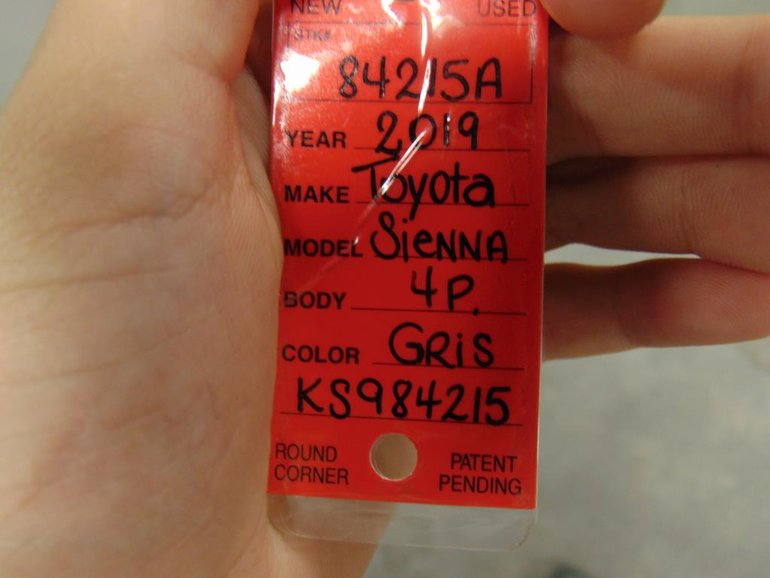 NEW USED
STK#
84215A
YEAR 2019
MAKE Toyota
MODEL SiENNA
BODY 4P.
COLOR GRiS
KS984215
ROUND CORNER
PATENT PENDING